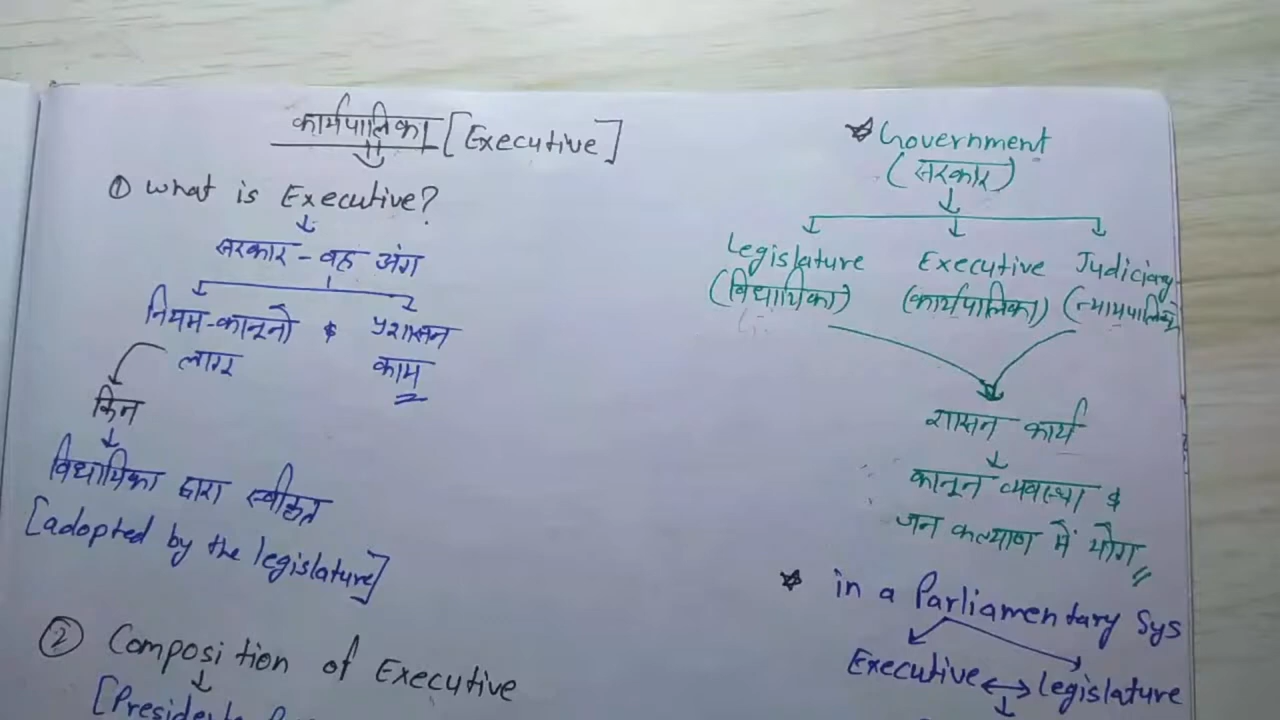 कार्यपालिका [Executive]
① What is Executive?
सरकार - वह अंग
नियम-कानूनों & प्रशासन
लागू काम
किन
विधायिका द्वारा स्वीकृत
[adopted by the legislature]
② Composition of Executive
[President
Government
(सरकार)
Legislature Executive Judiciary
(विधायिका) (कार्यपालिका) (न्यायपालिका)
शासन कार्य
कानून व्यवस्था &
जन कल्याण में योग
in a Parliamentary Sys
Executive ↔ legislature